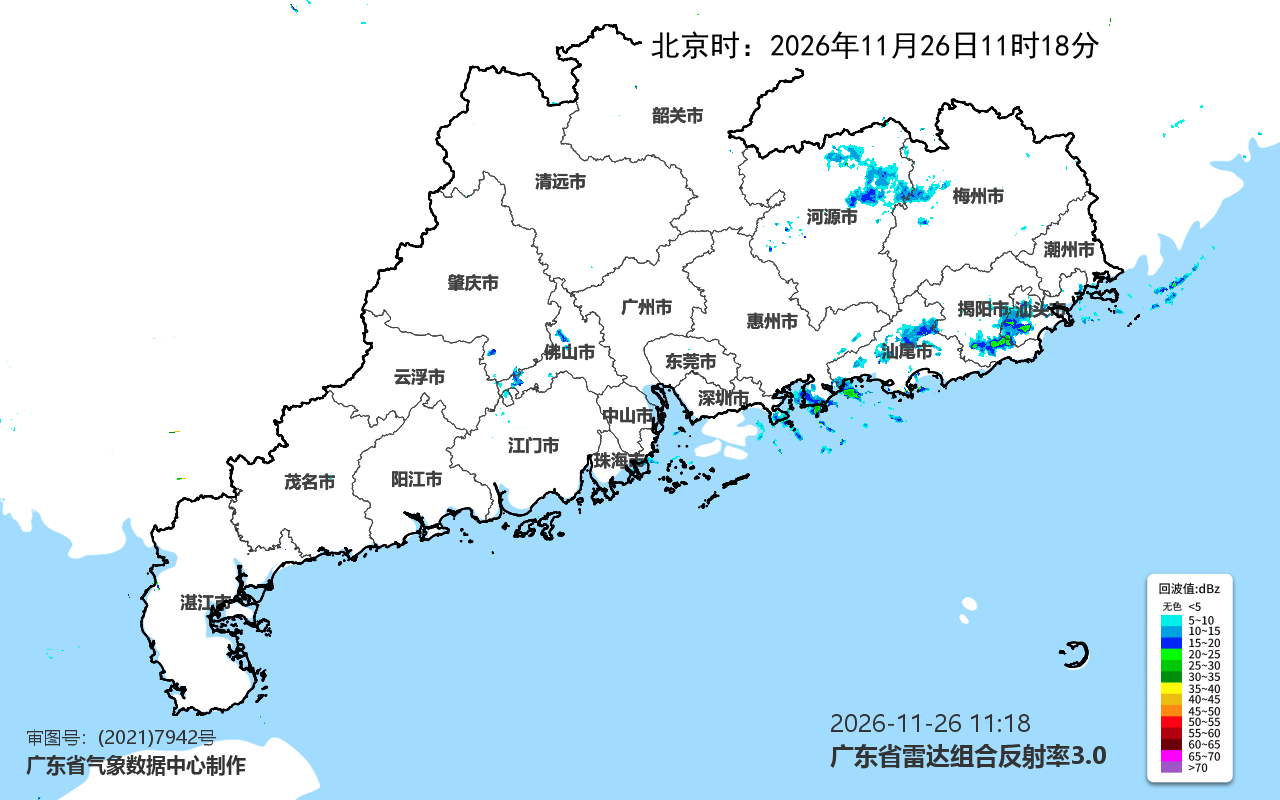 北京时：2026年11月26日11时18分
韶关市
清远市
梅州市
河源市
潮州市
肇庆市
广州市
揭阳市
汕头市
惠州市
佛山市
汕尾市
东莞市
云浮市
深圳市
中山市
江门市
珠海市
阳江市
茂名市
湛江市
回波值:dBz
无色 <5
5~10
10~15
15~20
20~25
25~30
30~35
35~40
40~45
45~50
50~55
55~60
60~65
65~70
>70
2026-11-26 11:18
广东省雷达组合反射率3.0
审图号：(2021)7942号
广东省气象数据中心制作